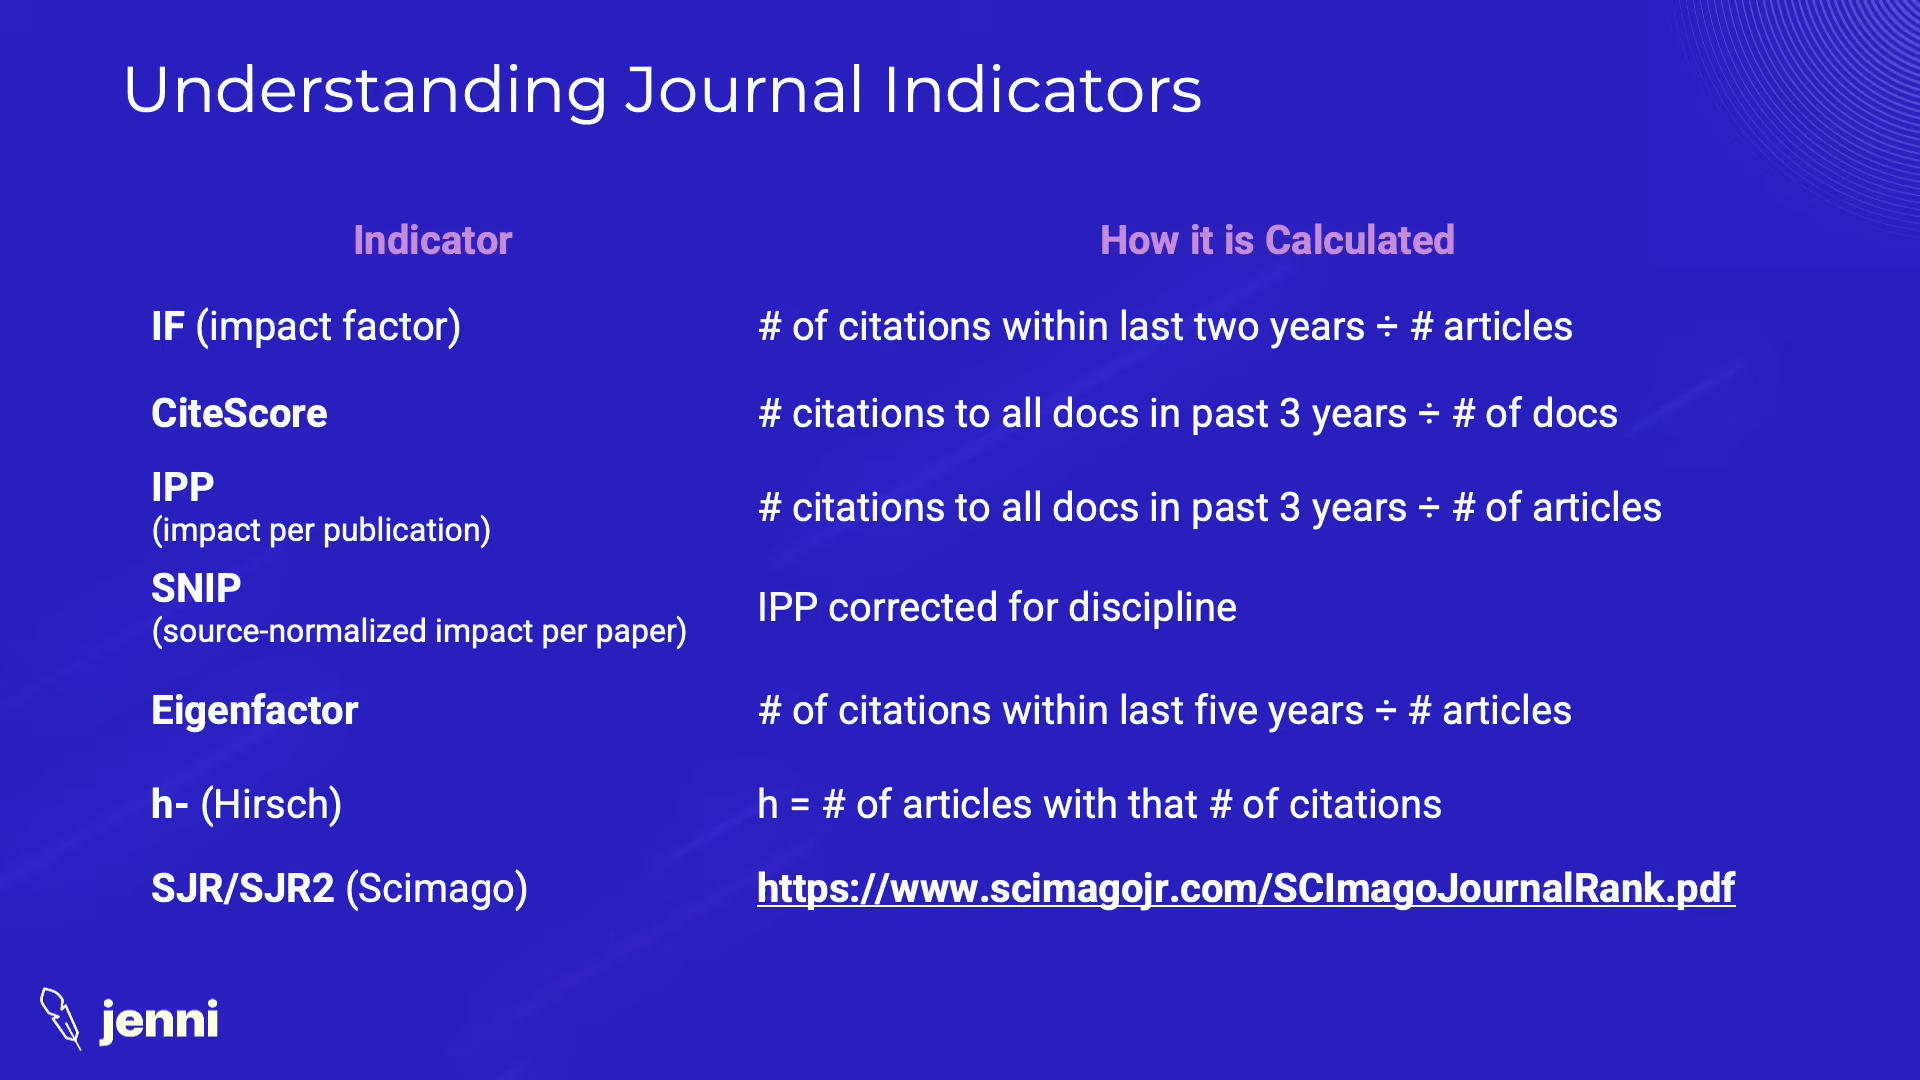 Understanding Journal Indicators
Indicator How it is Calculated
IF (impact factor) # of citations within last two years ÷ # articles
CiteScore # citations to all docs in past 3 years ÷ # of docs
IPP
(impact per publication) # citations to all docs in past 3 years ÷ # of articles
SNIP
(source-normalized impact per paper) IPP corrected for discipline
Eigenfactor # of citations within last five years ÷ # articles
h- (Hirsch) h = # of articles with that # of citations
SJR/SJR2 (Scimago) https://www.scimagojr.com/SCImagoJournalRank.pdf
jenni